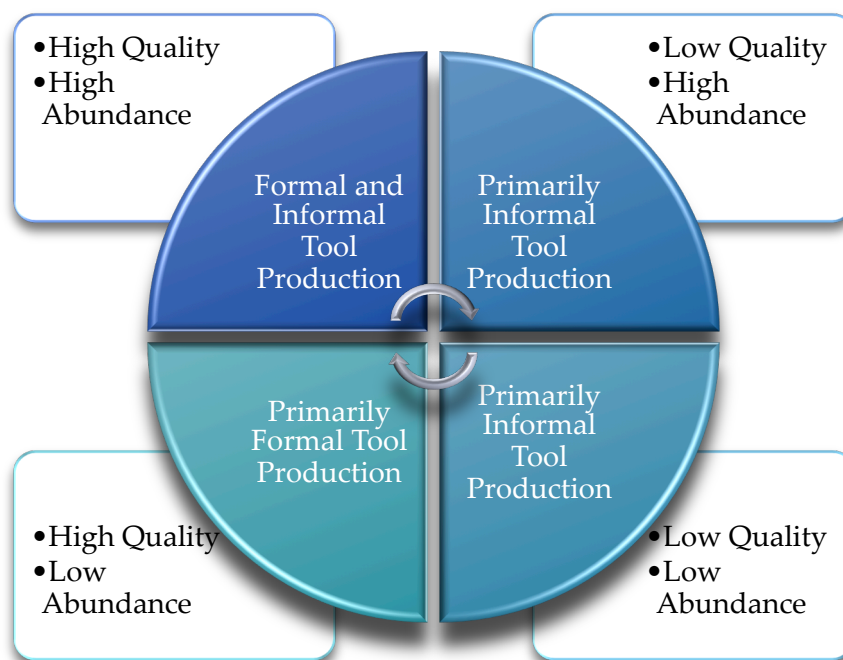 •High Quality
•High
Abundance
•Low Quality
•High
Abundance
Formal and
Informal
Tool
Production
Primarily
Informal
Tool
Production
Primarily
Formal Tool
Production
Primarily
Informal
Tool
Production
•High Quality
•Low
Abundance
•Low Quality
•Low
Abundance